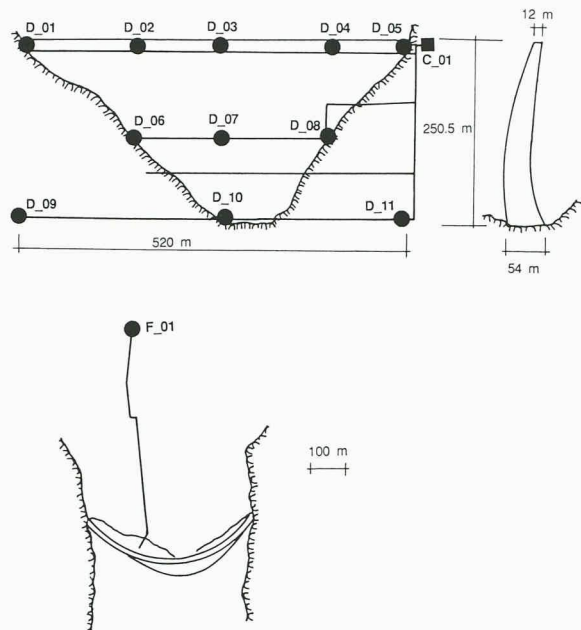 D_01
D_02
D_03
D_04
D_05
12 m
C_01
D_06
D_07
D_08
250.5 m
D_09
D_10
D_11
520 m
54 m
F_01
100 m